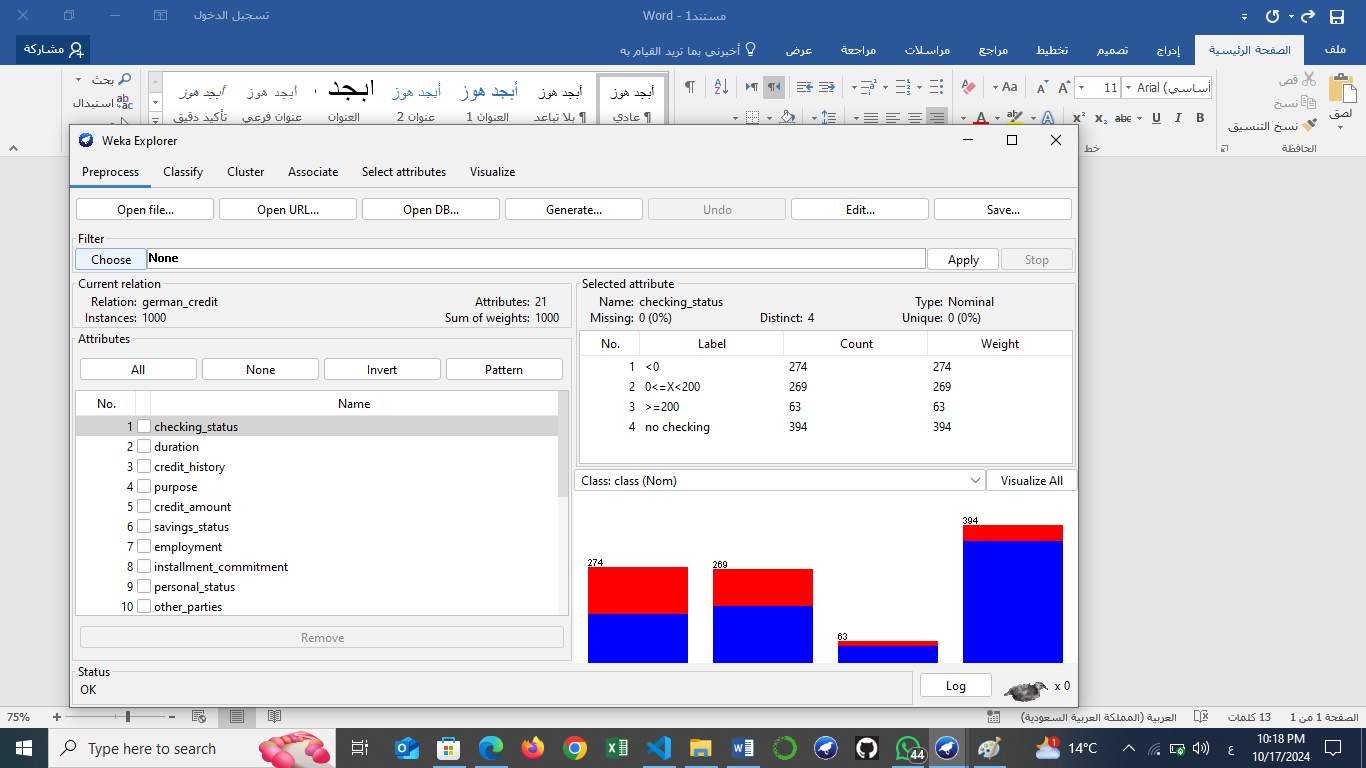 تسجيل الدخول
مستند1 - Word
ملف
الصفحة الرئيسية
إدراج
تصميم
تخطيط
مراجع
مراسلات
مراجعة
عرض
أخبرني بما تريد القيام به
مشاركة
قص
نسخ
نسخ التنسيق
لصق
الحافظة
Arial (أساسي)
11
Aa
خط
أبجد هوز
¶ عادي
أبجد هوز
¶ بلا تباعد
أبجد هوز
العنوان 1
أبجد هوز
عنوان 2
أبجد
العنوان
أبجد هوز
عنوان فرعي
أبجد هوز
تأكيد دقيق
بحث
استبدال
Weka Explorer
Preprocess Classify Cluster Associate Select attributes Visualize
Open file... Open URL... Open DB... Generate... Undo Edit... Save...
Filter
Choose None Apply Stop
Current relation
Relation: german_credit Attributes: 21
Instances: 1000 Sum of weights: 1000
Attributes
All None Invert Pattern
No. Name
1 checking_status
2 duration
3 credit_history
4 purpose
5 credit_amount
6 savings_status
7 employment
8 installment_commitment
9 personal_status
10 other_parties
Remove
Selected attribute
Name: checking_status Type: Nominal
Missing: 0 (0%) Distinct: 4 Unique: 0 (0%)
No. Label Count Weight
1 <0 274 274
2 0<=X<200 269 269
3 >=200 63 63
4 no checking 394 394
Class: class (Nom) Visualize All
274 269 63 394
Status
OK
Log x 0
الصفحة 1 من 1
13 كلمات
العربية (المملكة العربية السعودية)
75%
Type here to search
44
1
14°C
ع
10:18 PM
10/17/2024